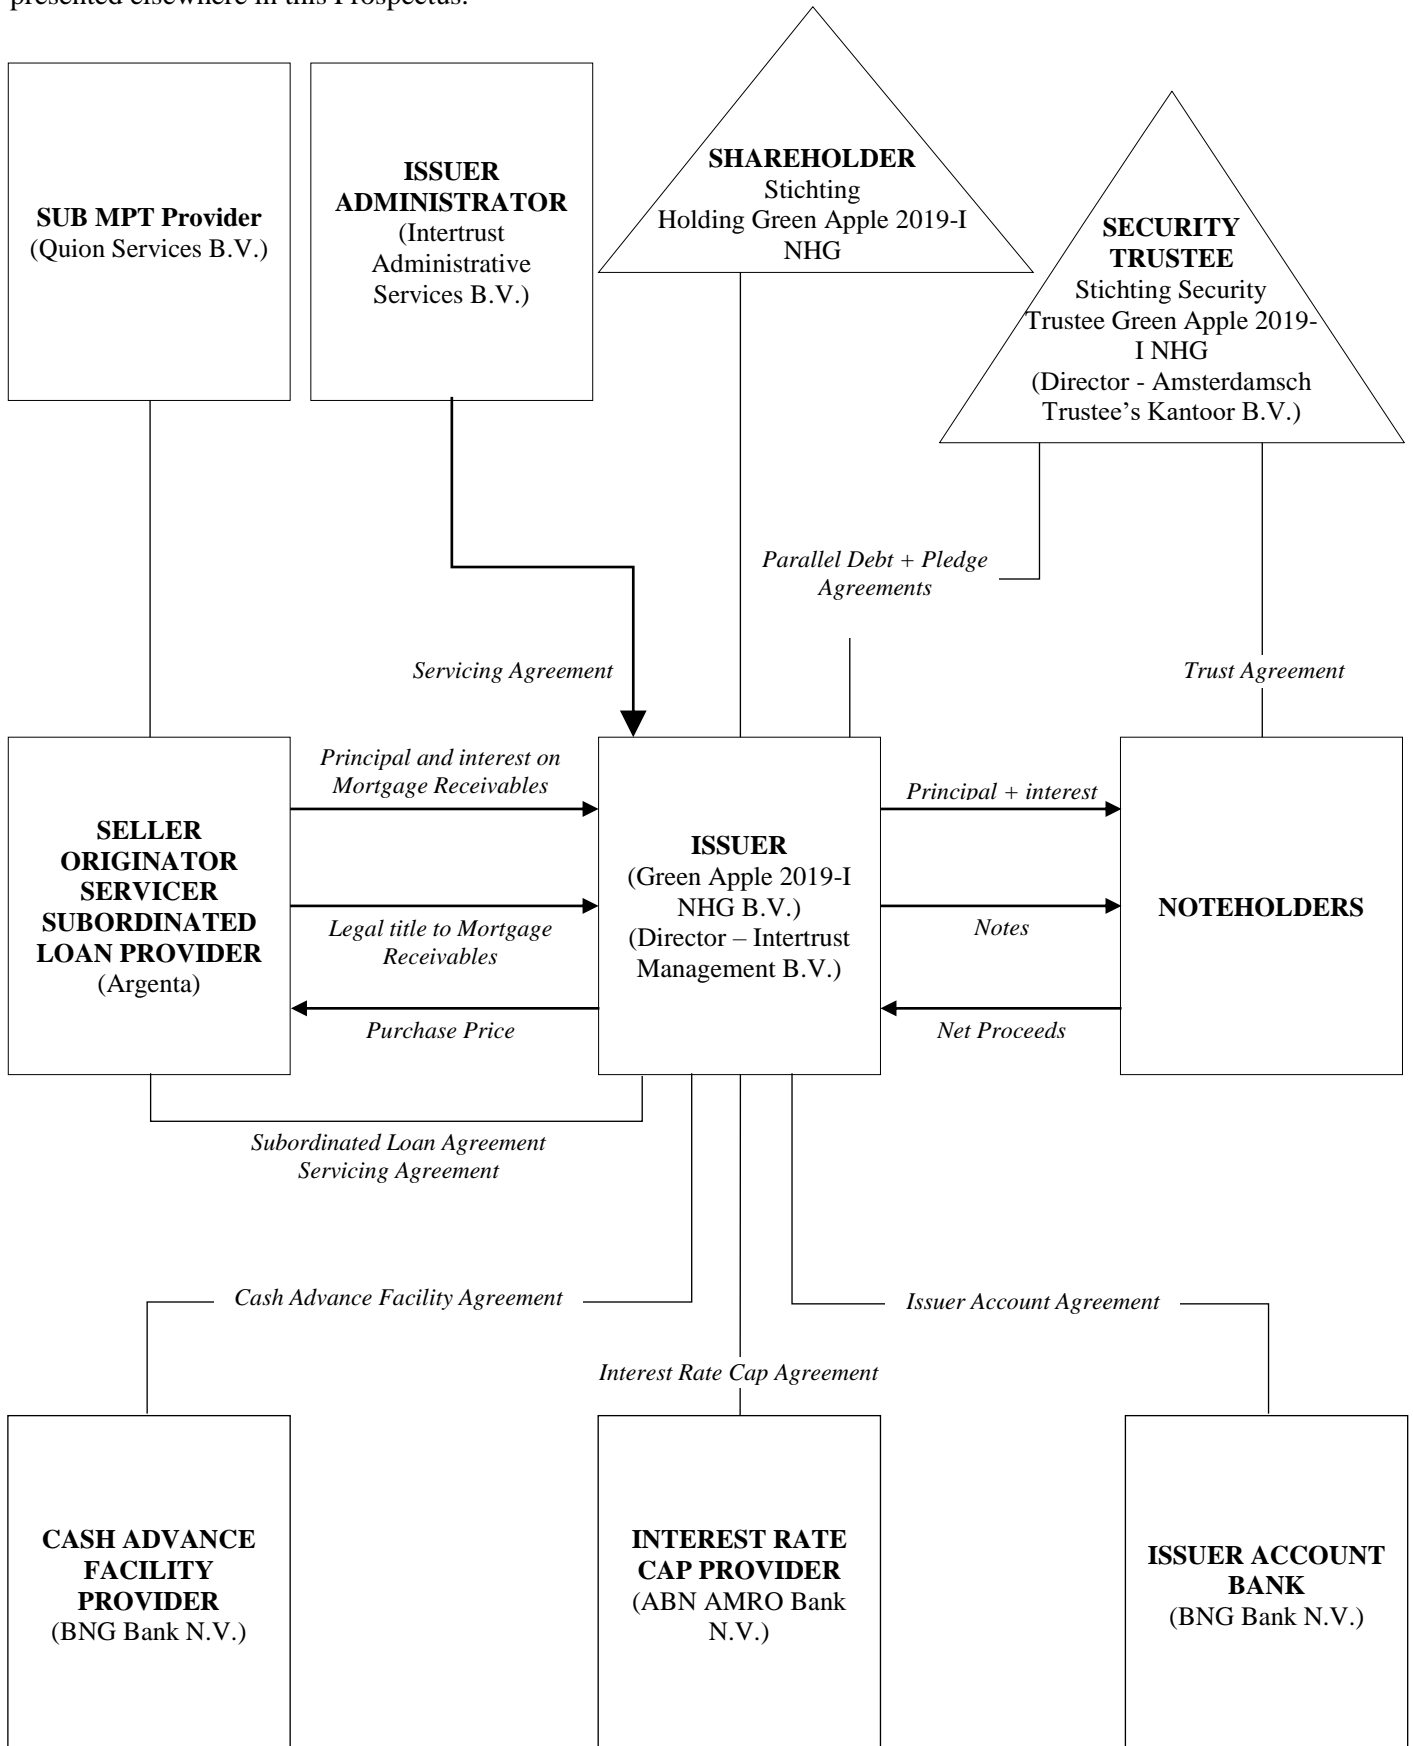 presented elsewhere in this Prospectus.
SUB MPT Provider
(Quion Services B.V.)
ISSUER
ADMINISTRATOR
(Intertrust
Administrative
Services B.V.)
SHAREHOLDER
Stichting
Holding Green Apple 2019-I
NHG
SECURITY
TRUSTEE
Stichting Security
Trustee Green Apple 2019-
I NHG
(Director - Amsterdamsch
Trustee’s Kantoor B.V.)
Parallel Debt + Pledge
Agreements
Servicing Agreement
Trust Agreement
SELLER
ORIGINATOR
SERVICER
SUBORDINATED
LOAN PROVIDER
(Argenta)
Principal and interest on
Mortgage Receivables
Legal title to Mortgage
Receivables
Purchase Price
ISSUER
(Green Apple 2019-I
NHG B.V.)
(Director – Intertrust
Management B.V.)
Principal + interest
Notes
Net Proceeds
NOTEHOLDERS
Subordinated Loan Agreement
Servicing Agreement
Cash Advance Facility Agreement
Issuer Account Agreement
Interest Rate Cap Agreement
CASH ADVANCE
FACILITY
PROVIDER
(BNG Bank N.V.)
INTEREST RATE
CAP PROVIDER
(ABN AMRO Bank
N.V.)
ISSUER ACCOUNT
BANK
(BNG Bank N.V.)